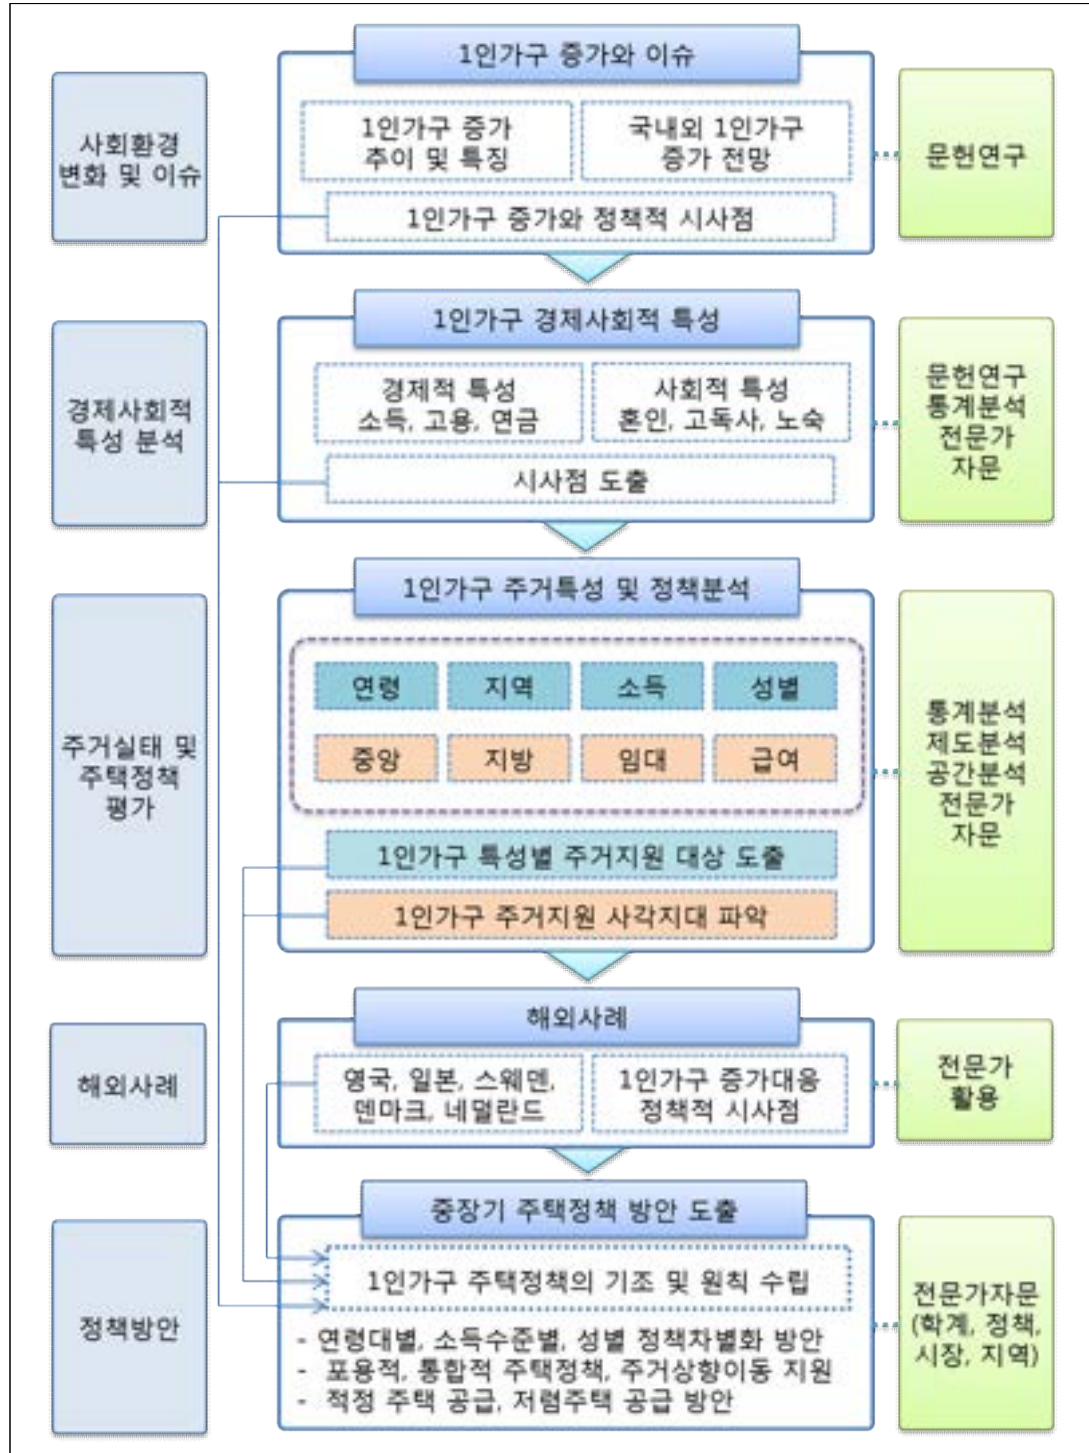 1인가구 증가와 이슈
사회환경
변화 및 이슈
1인가구 증가
추이 및 특징
국내외 1인가구
증가 전망
1인가구 증가와 정책적 시사점
문헌연구
1인가구 경제사회적 특성
경제사회적
특성 분석
경제적 특성
소득, 고용, 연금
사회적 특성
혼인, 고독사, 노숙
시사점 도출
문헌연구
통계분석
전문가
자문
1인가구 주거특성 및 정책분석
주거실태 및
주택정책
평가
연령
지역
소득
성별
중앙
지방
임대
급여
1인가구 특성별 주거지원 대상 도출
1인가구 주거지원 사각지대 파악
통계분석
제도분석
공간분석
전문가
자문
해외사례
해외사례
영국, 일본, 스웨덴,
덴마크, 네덜란드
1인가구 증가대응
정책적 시사점
전문가
활용
중장기 주택정책 방안 도출
정책방안
1인가구 주택정책의 기조 및 원칙 수립
- 연령대별, 소득수준별, 성별 정책차별화 방안
- 포용적, 통합적 주택정책, 주거상향이동 지원
- 적정 주택 공급, 저렴주택 공급 방안
전문가자문
(학계, 정책,
시장, 지역)